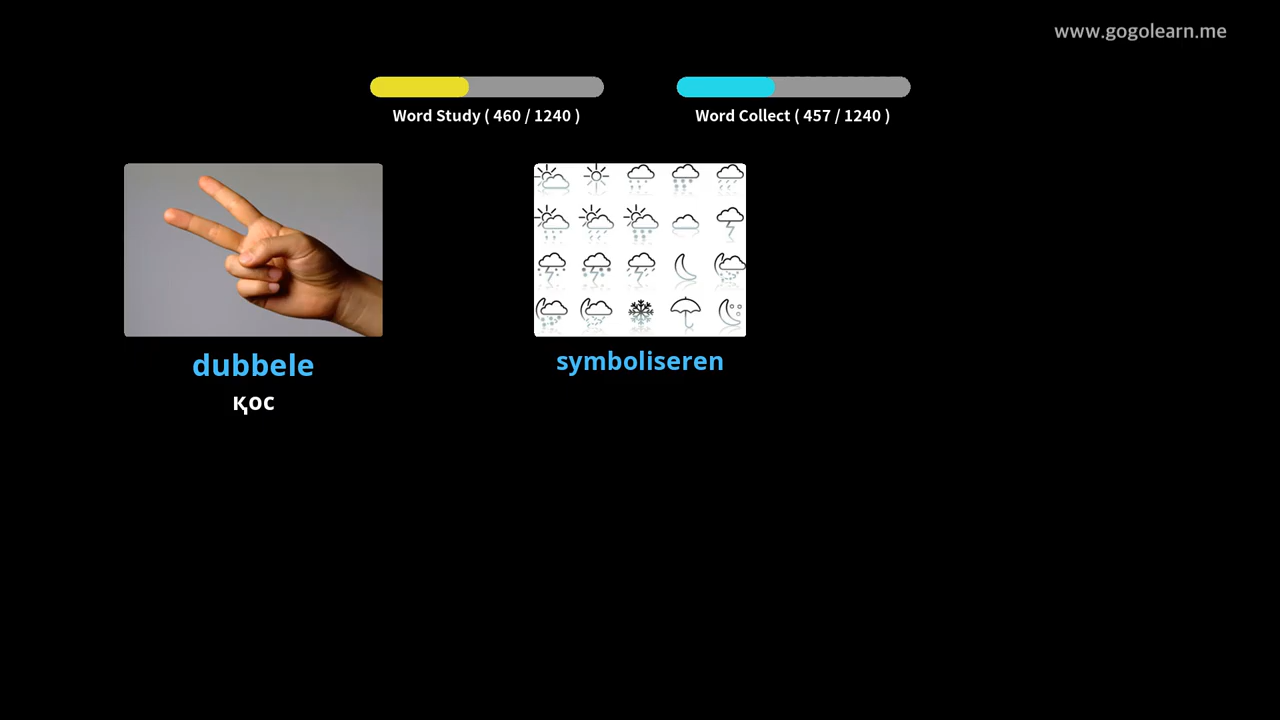 www.gogolearn.me
Word Study ( 460 / 1240 )
Word Collect ( 457 / 1240 )
dubbele
қос
symboliseren